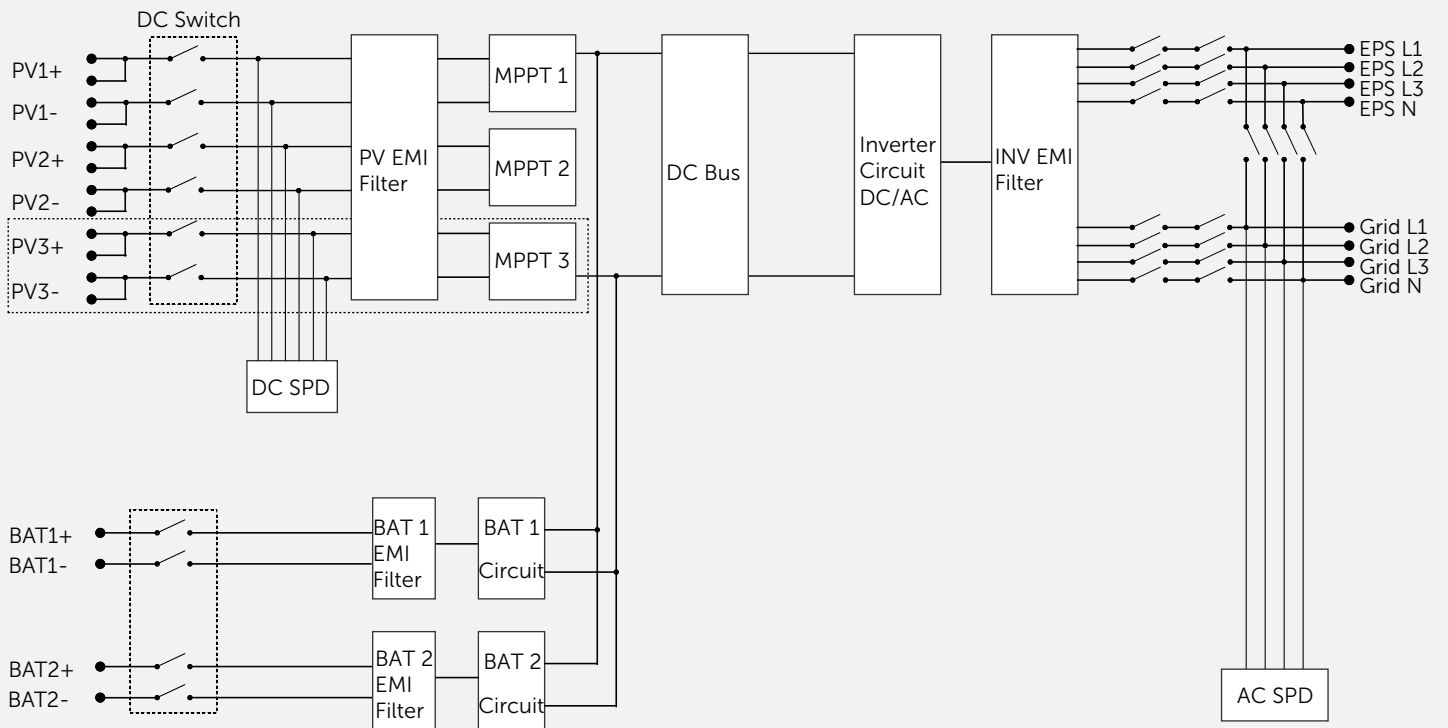 DC Switch
PV1+
PV1-
PV2+
PV2-
PV3+
PV3-
PV EMI
Filter
MPPT 1
MPPT 2
MPPT 3
DC Bus
Inverter
Circuit
DC/AC
INV EMI
Filter
EPS L1
EPS L2
EPS L3
EPS N
Grid L1
Grid L2
Grid L3
Grid N
DC SPD
BAT1+
BAT1-
BAT 1
EMI
Filter
BAT 1
Circuit
BAT2+
BAT2-
BAT 2
EMI
Filter
BAT 2
Circuit
AC SPD